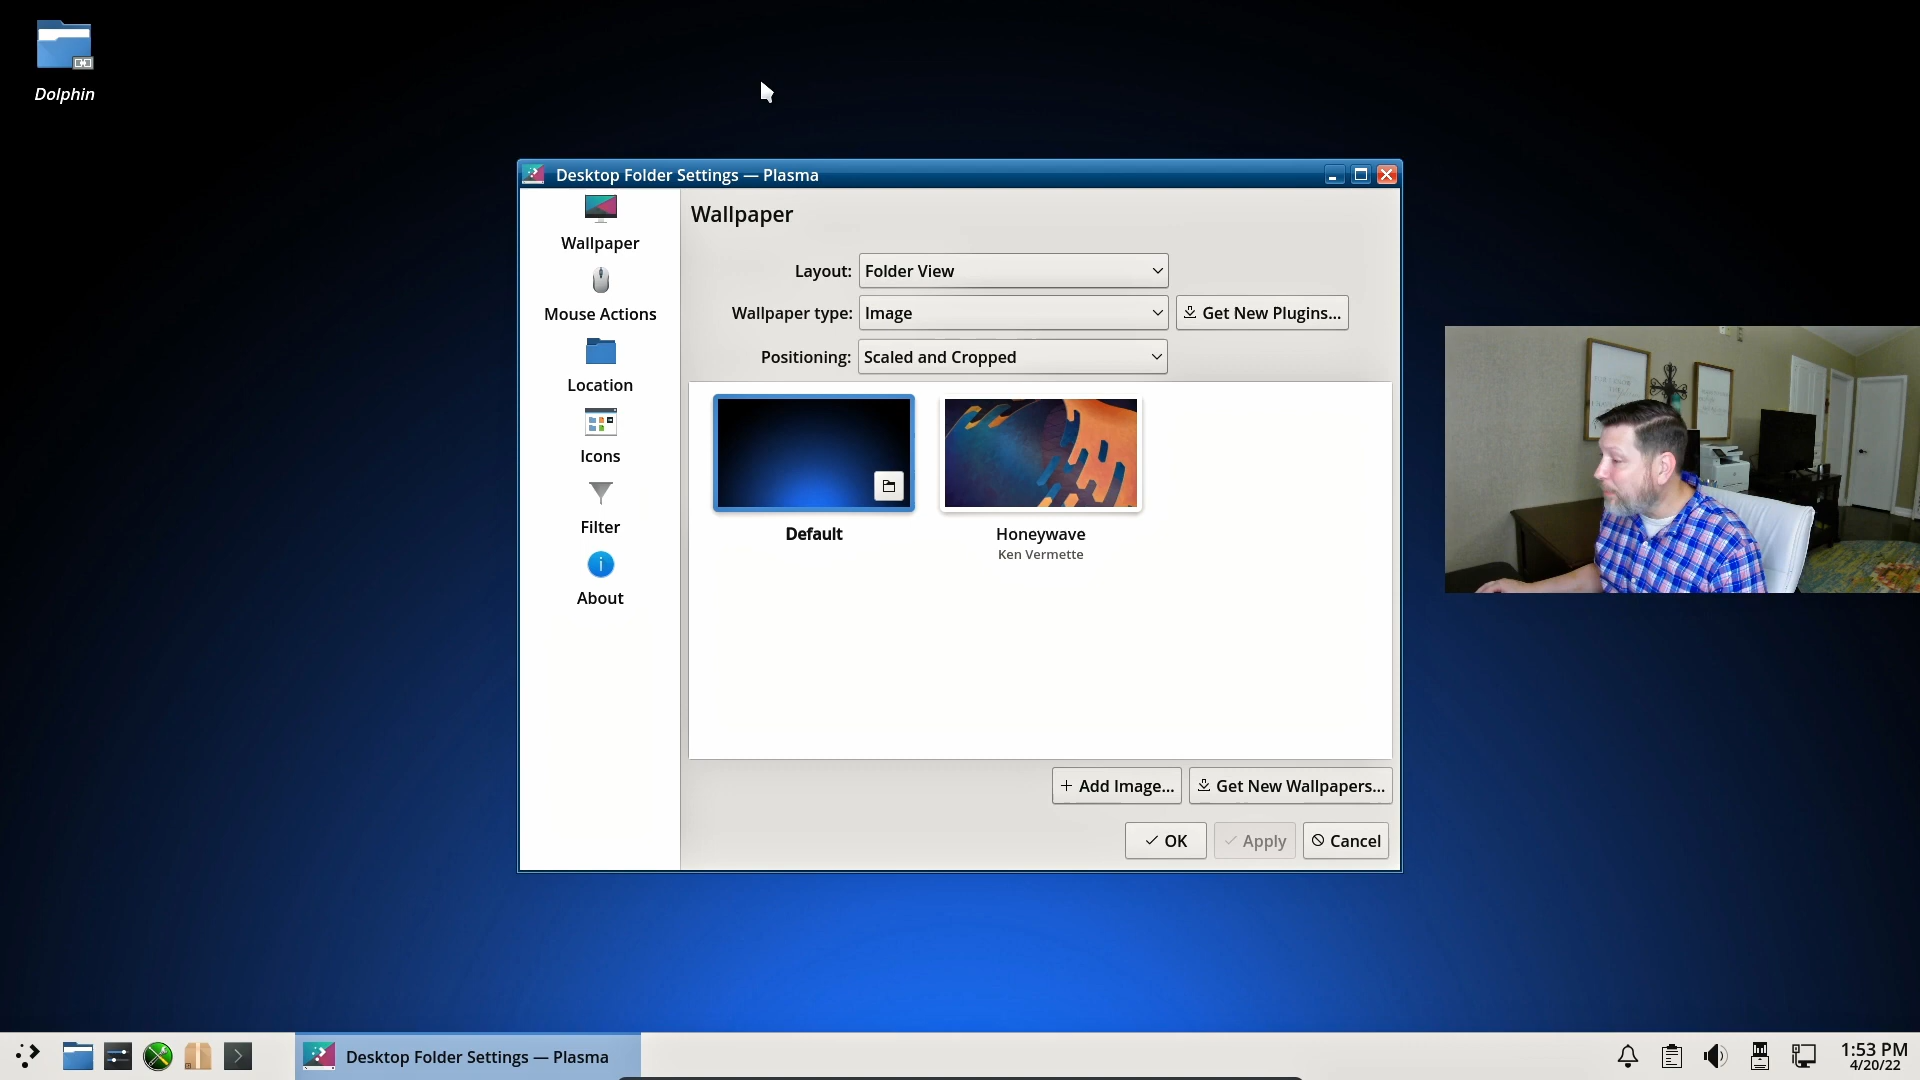 Dolphin
Desktop Folder Settings — Plasma
Wallpaper
Wallpaper
Layout:
Folder View
Mouse Actions
Wallpaper type:
Image
Get New Plugins...
Positioning:
Scaled and Cropped
Location
Icons
Filter
About
Default
Honeywave
Ken Vermette
Add Image...
Get New Wallpapers...
OK
Apply
Cancel
Desktop Folder Settings — Plasma
1:53 PM
4/20/22